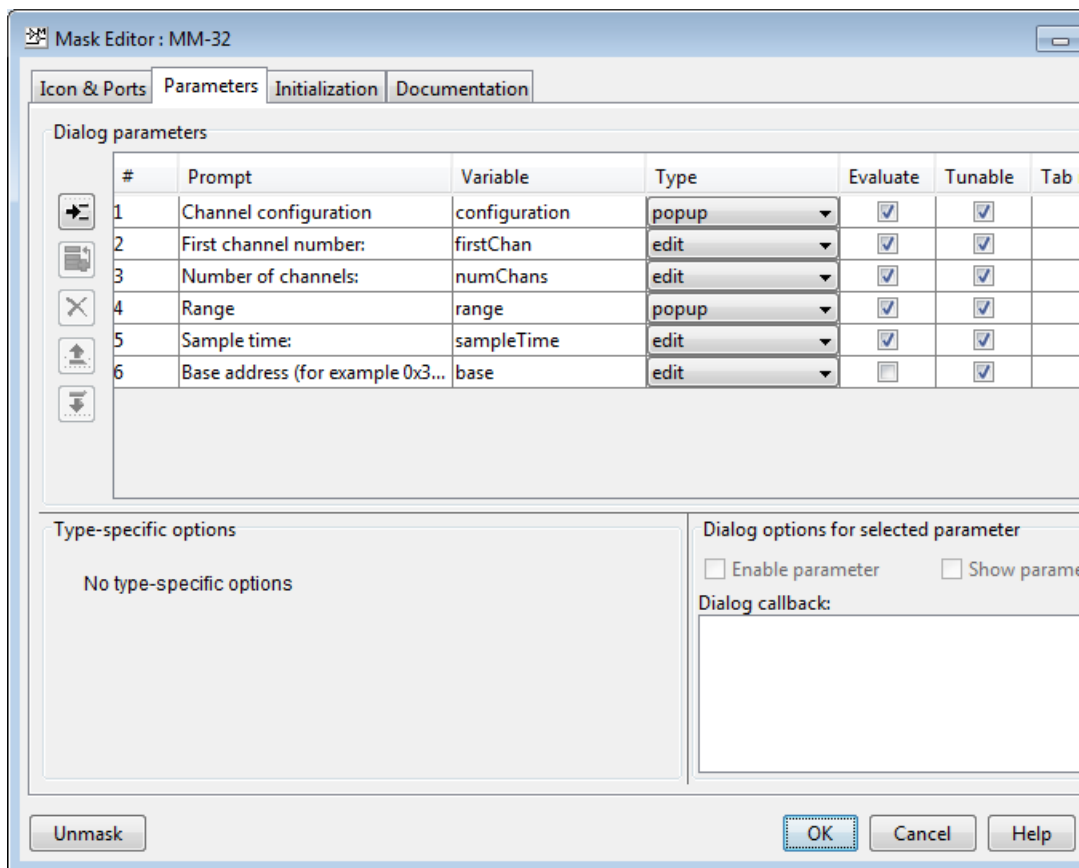 Mask Editor : MM-32
Icon & Ports Parameters Initialization Documentation
Dialog parameters
# Prompt Variable Type Evaluate Tunable Tab
1 Channel configuration configuration popup
2 First channel number: firstChan edit
3 Number of channels: numChans edit
4 Range range popup
5 Sample time: sampleTime edit
6 Base address (for example 0x3... base edit
Type-specific options
No type-specific options
Dialog options for selected parameter
Enable parameter Show parame
Dialog callback:
Unmask OK Cancel Help